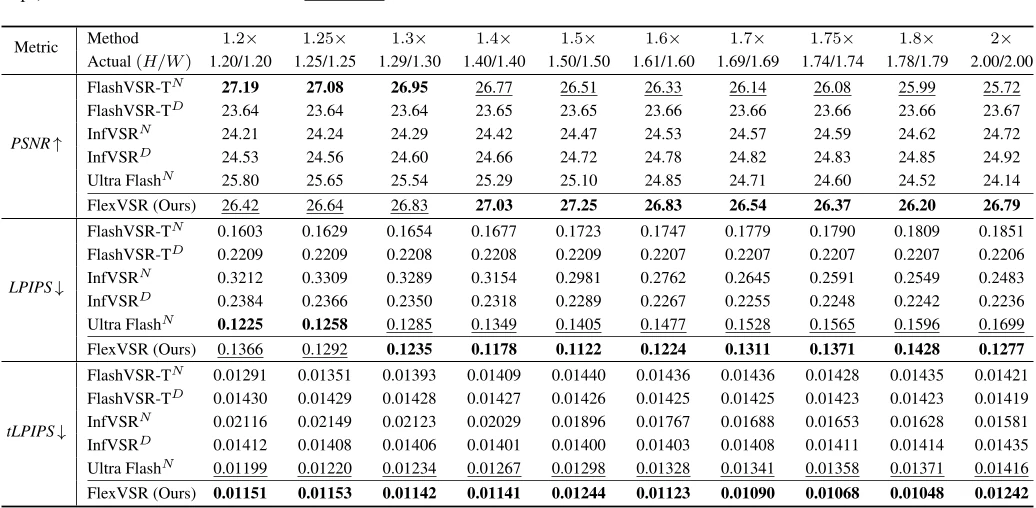 Metric Method 1.2× 1.25× 1.3× 1.4× 1.5× 1.6× 1.7× 1.75× 1.8× 2×
Actual (H/W) 1.20/1.20 1.25/1.25 1.29/1.30 1.40/1.40 1.50/1.50 1.61/1.60 1.69/1.69 1.74/1.74 1.78/1.79 2.00/2.00
PSNR↑
FlashVSR-T^N 27.19 27.08 26.95 26.77 26.51 26.33 26.14 26.08 25.99 25.72
FlashVSR-T^D 23.64 23.64 23.64 23.65 23.65 23.66 23.66 23.66 23.66 23.67
InfVSR^N 24.21 24.24 24.29 24.42 24.47 24.53 24.57 24.59 24.62 24.72
InfVSR^D 24.53 24.56 24.60 24.66 24.72 24.78 24.82 24.83 24.85 24.92
Ultra Flash^N 25.80 25.65 25.54 25.29 25.10 24.85 24.71 24.60 24.52 24.14
FlexVSR (Ours) 26.42 26.64 26.83 27.03 27.25 26.83 26.54 26.37 26.20 26.79
LPIPS↓
FlashVSR-T^N 0.1603 0.1629 0.1654 0.1677 0.1723 0.1747 0.1779 0.1790 0.1809 0.1851
FlashVSR-T^D 0.2209 0.2209 0.2208 0.2208 0.2209 0.2207 0.2207 0.2207 0.2207 0.2206
InfVSR^N 0.3212 0.3309 0.3289 0.3154 0.2981 0.2762 0.2645 0.2591 0.2549 0.2483
InfVSR^D 0.2384 0.2366 0.2350 0.2318 0.2289 0.2267 0.2255 0.2248 0.2242 0.2236
Ultra Flash^N 0.1225 0.1258 0.1285 0.1349 0.1405 0.1477 0.1528 0.1565 0.1596 0.1699
FlexVSR (Ours) 0.1366 0.1292 0.1235 0.1178 0.1122 0.1224 0.1311 0.1371 0.1428 0.1277
tLPIPS↓
FlashVSR-T^N 0.01291 0.01351 0.01393 0.01409 0.01440 0.01436 0.01436 0.01428 0.01435 0.01421
FlashVSR-T^D 0.01430 0.01429 0.01428 0.01427 0.01426 0.01425 0.01425 0.01423 0.01423 0.01419
InfVSR^N 0.02116 0.02149 0.02123 0.02029 0.01896 0.01767 0.01688 0.01653 0.01628 0.01581
InfVSR^D 0.01412 0.01408 0.01406 0.01401 0.01400 0.01403 0.01408 0.01411 0.01414 0.01435
Ultra Flash^N 0.01199 0.01220 0.01234 0.01267 0.01298 0.01328 0.01341 0.01358 0.01371 0.01416
FlexVSR (Ours) 0.01151 0.01153 0.01142 0.01141 0.01244 0.01123 0.01090 0.01068 0.01048 0.01242